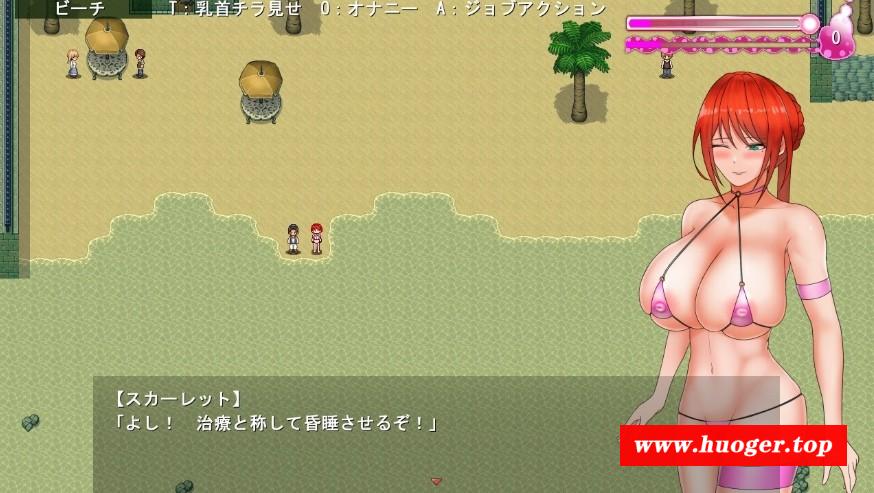 ビーチ　T：乳首チラ見せ　O：オナニー　A：ジョブアクション
0
【スカーレット】
「よし！　治療と称して昏睡させるぞ！」
www.huoger.top